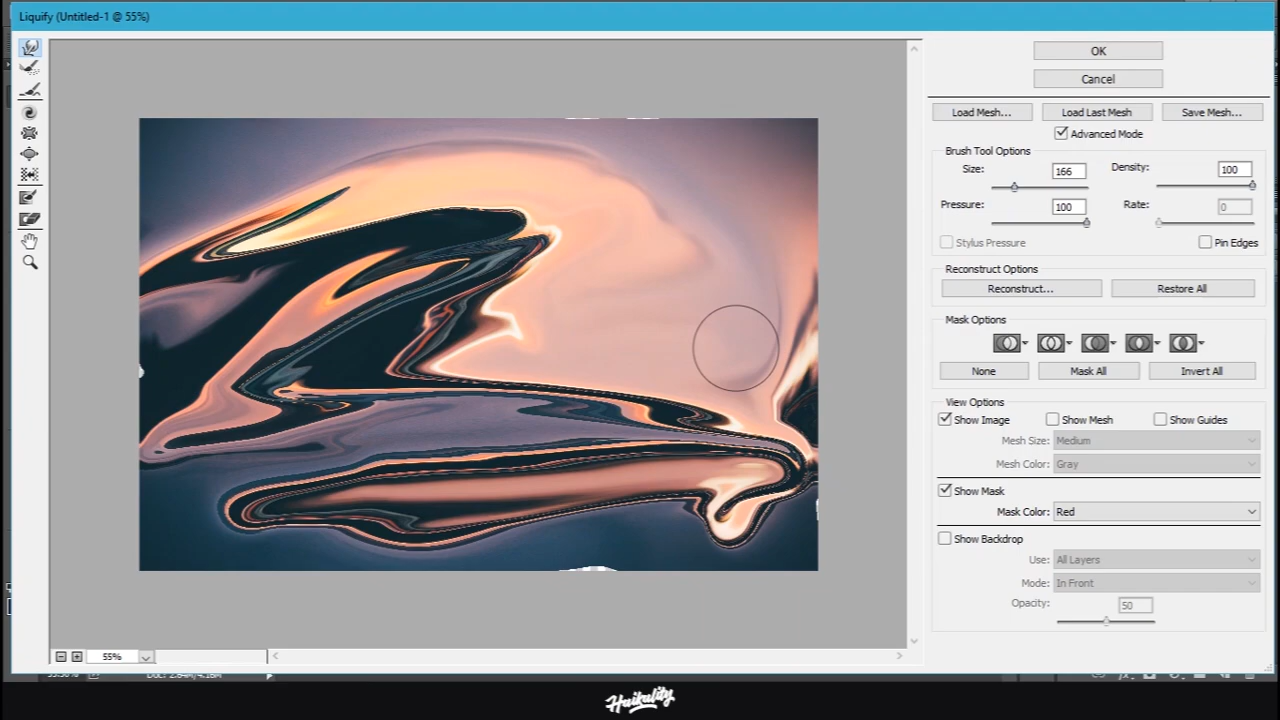 Liquify (Untitled-1 @ 55%)
OK
Cancel
Load Mesh...
Load Last Mesh
Save Mesh...
Advanced Mode
Brush Tool Options
Size: 166
Density: 100
Pressure: 100
Rate: 0
Stylus Pressure
Pin Edges
Reconstruct Options
Reconstruct...
Restore All
Mask Options
None
Mask All
Invert All
View Options
Show Image
Show Mesh
Show Guides
Mesh Size: Medium
Mesh Color: Gray
Show Mask
Mask Color: Red
Show Backdrop
Use: All Layers
Mode: In Front
Opacity: 50
55%